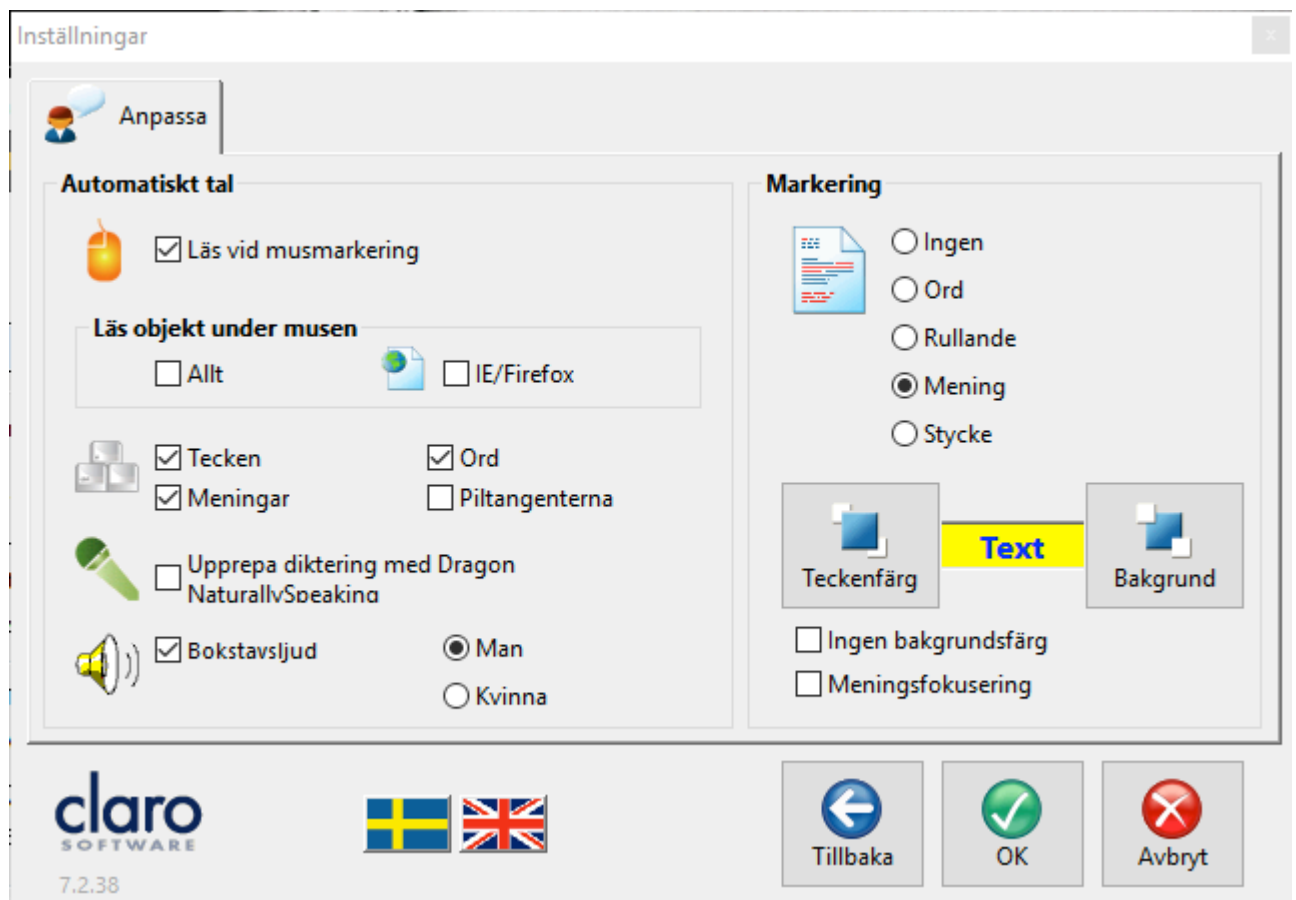 Inställningar
Anpassa
Automatiskt tal
Läs vid musmarkering
Läs objekt under musen
Allt
IE/Firefox
Tecken
Ord
Meningar
Piltangenterna
Upprepa diktering med Dragon
NaturallySpeaking
Bokstavsljud
Man
Kvinna
Markering
Ingen
Ord
Rullande
Mening
Stycke
Teckenfärg
Text
Bakgrund
Ingen bakgrundsfärg
Meningsfokusering
claro
SOFTWARE
7.2.38
Tillbaka
OK
Avbryt